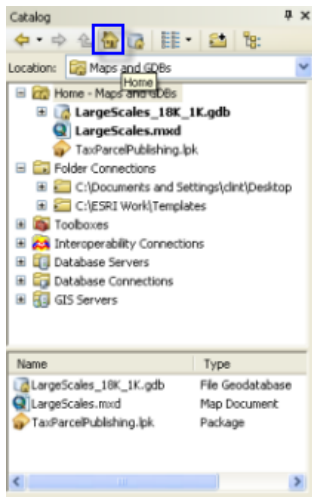 Catalog
Location: Maps and GDBs
Home
Home - Maps and GDBs
LargeScales_18K_1K.gdb
LargeScales.mxd
TaxParcelPublishing.lpk
Folder Connections
C:\Documents and Settings\clint\Desktop
C:\ESRI Work\Templates
Toolboxes
Interoperability Connections
Database Servers
Database Connections
GIS Servers
Name Type
LargeScales_18K_1K.gdb File Geodatabase
LargeScales.mxd Map Document
TaxParcelPublishing.lpk Package